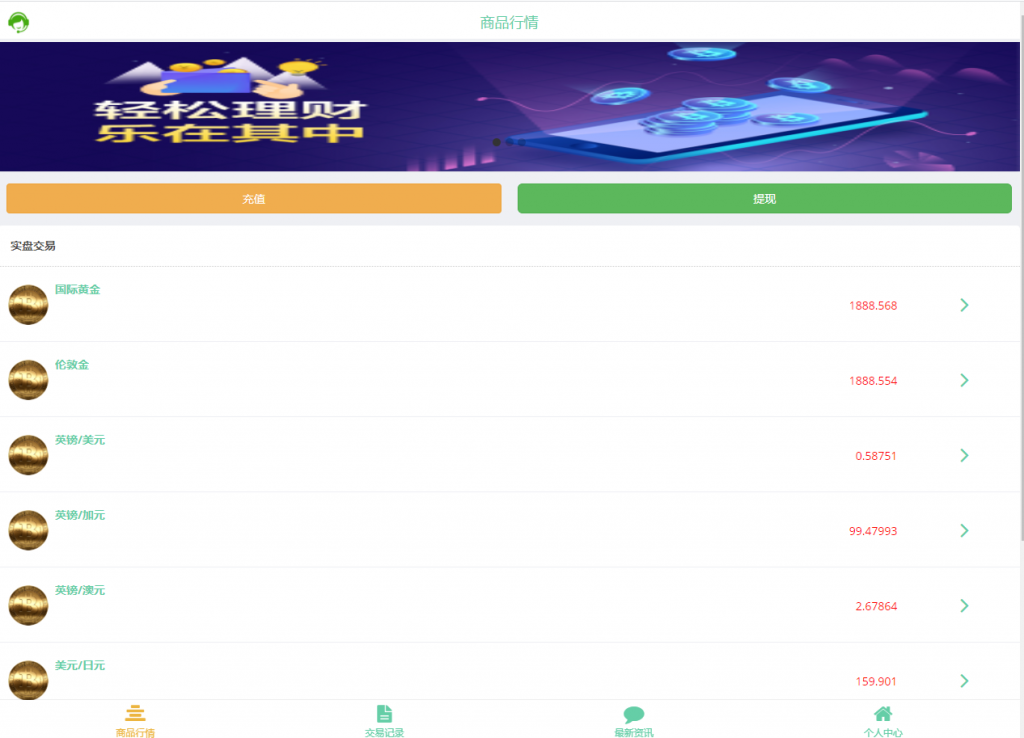 商品行情
轻松理财
乐在其中
充值
提现
实盘交易
国际黄金
1888.568
伦敦金
1888.554
英镑/美元
0.58751
英镑/加元
99.47993
英镑/澳元
2.67864
美元/日元
159.901
商品行情
交易记录
最新资讯
个人中心